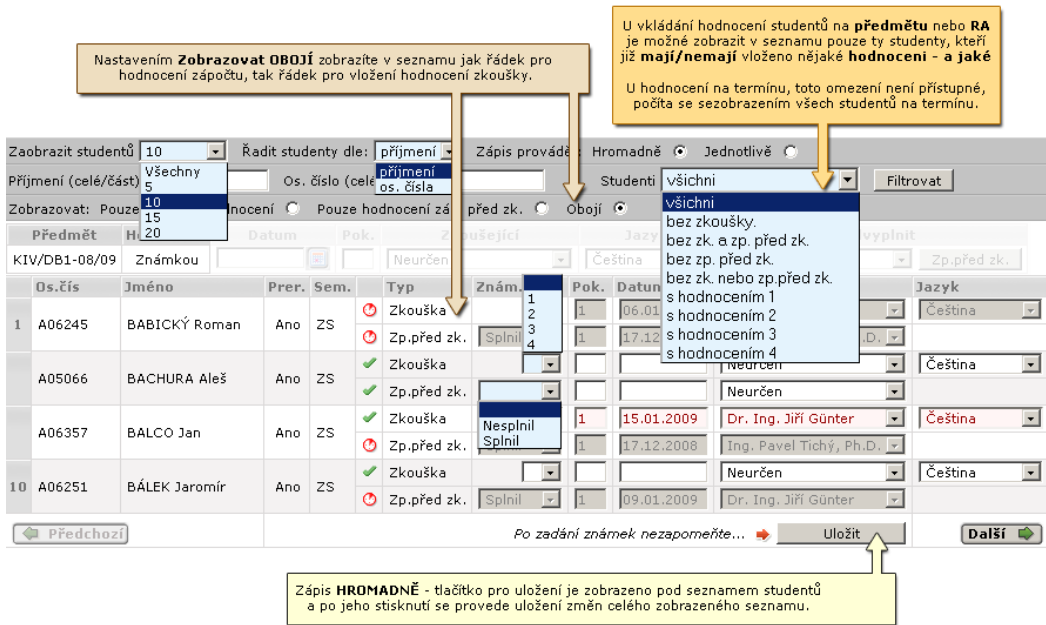 U vkládání hodnocení studentů na předmětu nebo RA
je možné zobrazit v seznamu pouze ty studenty, kteří
již mají/nemají vloženo nějaké hodnoceni - a jaké
U hodnocení na termínu, toto omezení není přístupné,
počíta se sezobrazením všech studentů na termínu.
Nastavením Zobrazovat OBOJÍ zobrazíte v seznamu jak řádek pro
hodnocení zápočtu, tak řádek pro vložení hodnocení zkoušky.
Zaobrazit studentů 10 Řadit studenty dle: příjmení Zápis provádě Hromadně Jednotlivě
Všechny
5
10
15
20
příjmení
os. čísla
Příjmení (celé/část) Os. číslo (cel Studenti všichni Filtrovat
Zobrazovat: Pouze nocení Pouze hodnocení zá před zk. Obojí
všichni
bez zkoušky.
bez zk. a zp. před zk.
bez zp. před zk.
bez zk. nebo zp.před zk.
s hodnocením 1
s hodnocením 2
s hodnocením 3
s hodnocením 4
Předmět H Datum Pok. Z ušející Jazy vyplnit
KIV/DB1-08/09 Známkou Neurčen Čeština Zp.před zk.
Os.čís Jméno Prer. Sem. Typ Znám. Pok. Datum Jazyk
1
2
3
4
1 A06245 BABICKÝ Roman Ano ZS Zkouška 1 06.01 Čeština
Zp.před zk. Splnil 1 17.12 .D.
A05066 BACHURA Aleš Ano ZS Zkouška Neurčen Čeština
Zp.před zk. Neurčen
Nesplnil
Splnil
A06357 BALCO Jan Ano ZS Zkouška 1 15.01.2009 Dr. Ing. Jiří Günter Čeština
Zp.před zk. Splnil 1 17.12.2008 Ing. Pavel Tichý, Ph.D.
10 A06251 BÁLEK Jaromír Ano ZS Zkouška Neurčen Čeština
Zp.před zk. Splnil 1 09.01.2009 Dr. Ing. Jiří Günter
Předchozí Po zadání známek nezapomeňte... Uložit Další
Zápis HROMADNĚ - tlačítko pro uložení je zobrazeno pod seznamem studentů
a po jeho stisknutí se provede uložení změn celého zobrazeného seznamu.